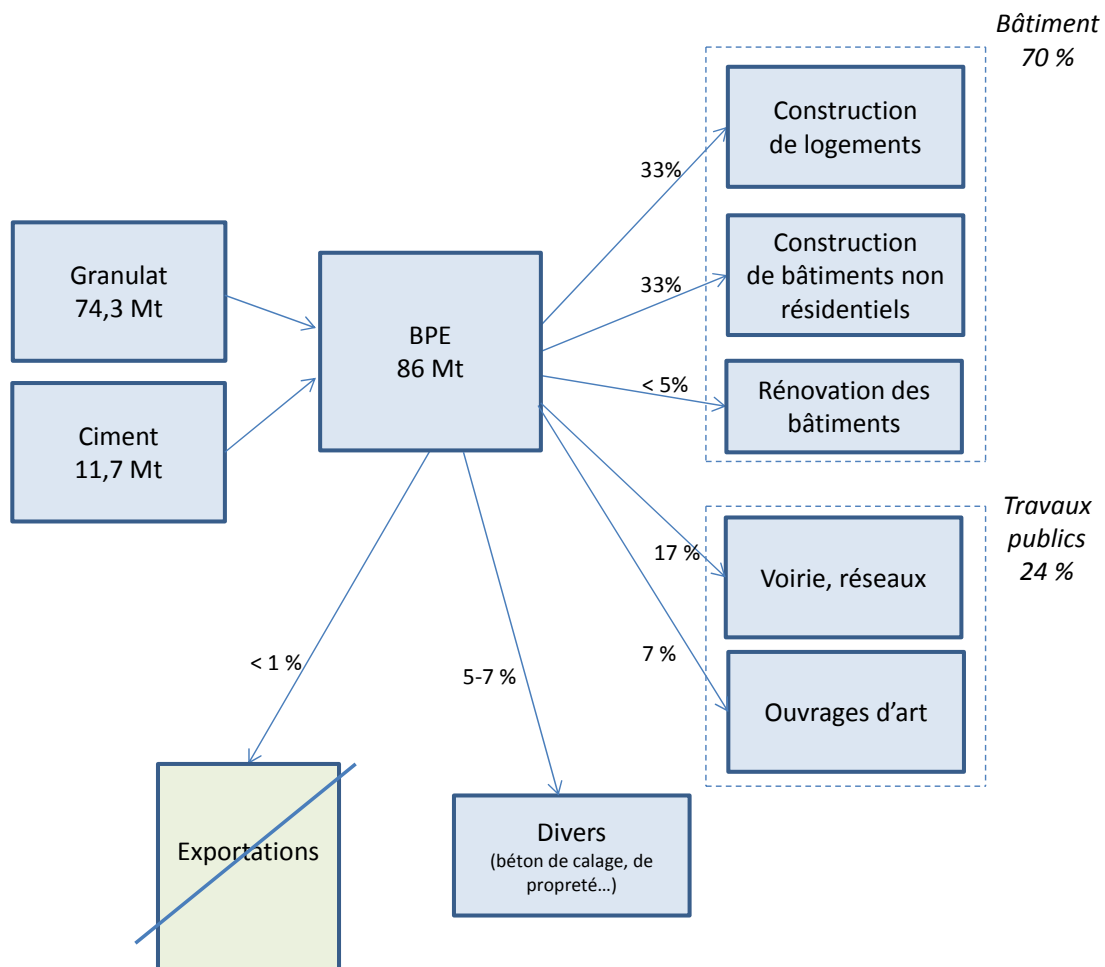 Bâtiment
70 %
Construction
de logements
33%
Granulat
74,3 Mt
BPE
86 Mt
33%
Construction
de bâtiments non
résidentiels
Ciment
11,7 Mt
< 5%
Rénovation des
bâtiments
Travaux
publics
24 %
17 %
Voirie, réseaux
7 %
Ouvrages d’art
< 1 %
5-7 %
Exportations
Divers
(béton de calage, de
propreté…)